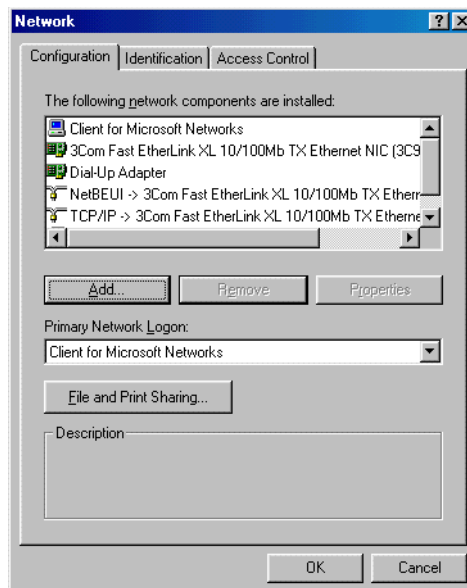 Network
Configuration Identification Access Control
The following network components are installed:
Client for Microsoft Networks
3Com Fast EtherLink XL 10/100Mb TX Ethernet NIC (3C9
Dial-Up Adapter
NetBEUI -> 3Com Fast EtherLink XL 10/100Mb TX Etherr
TCP/IP -> 3Com Fast EtherLink XL 10/100Mb TX Etherne
Add... Remove Properties
Primary Network Logon:
Client for Microsoft Networks
File and Print Sharing...
Description
OK Cancel